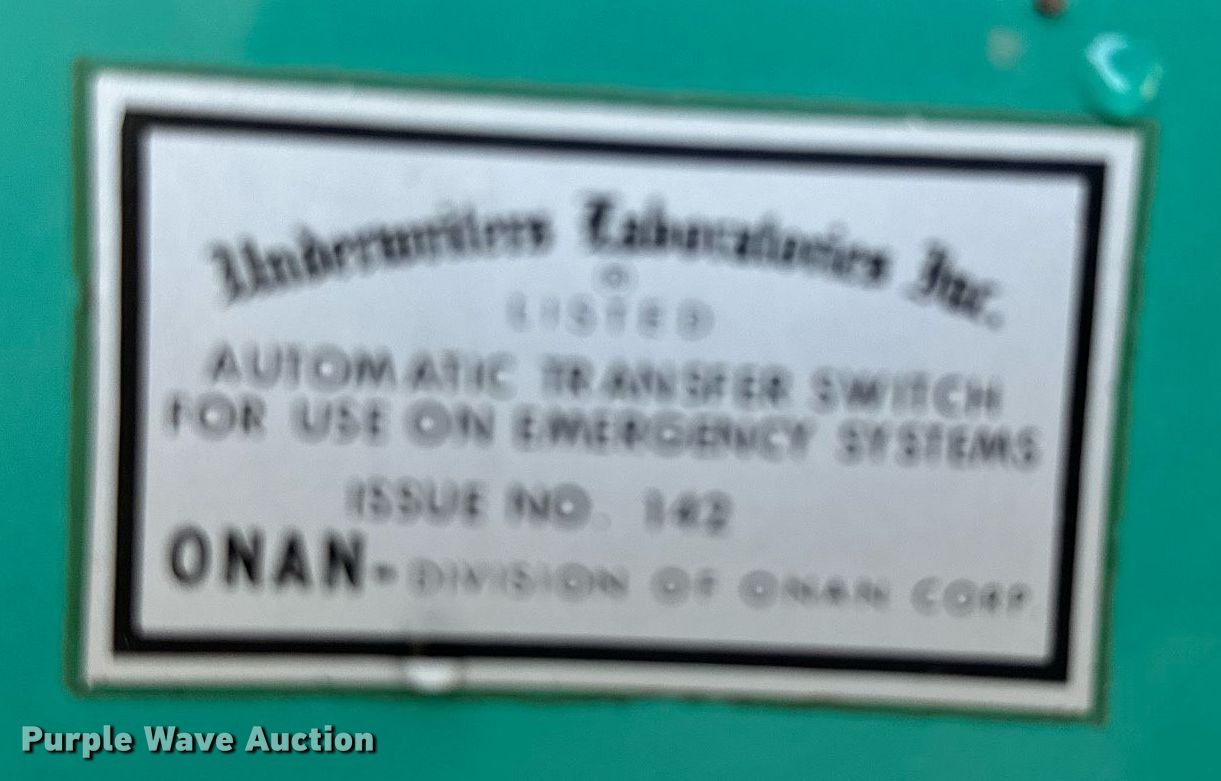 Underwriters Laboratories Inc.
®
LISTED
AUTOMATIC TRANSFER SWITCH
FOR USE ON EMERGENCY SYSTEMS
ISSUE NO. 142
ONAN - DIVISION OF ONAN CORP.
Purple Wave Auction